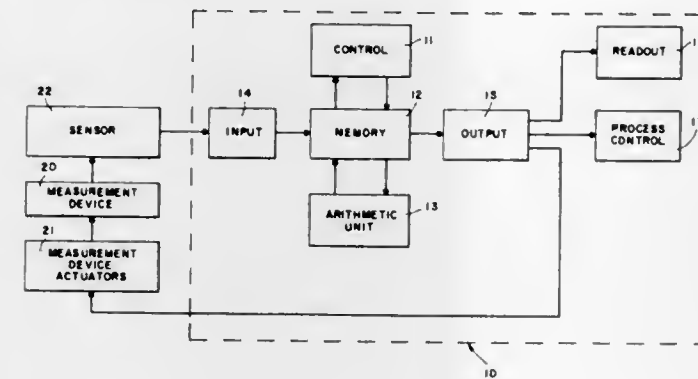 CONTROL
11
READOUT
22
SENSOR
14
INPUT
12
MEMORY
15
OUTPUT
PROCESS
CONTROL
20
MEASUREMENT
DEVICE
ARITHMETIC
UNIT
13
21
MEASUREMENT
DEVICE
ACTUATORS
10